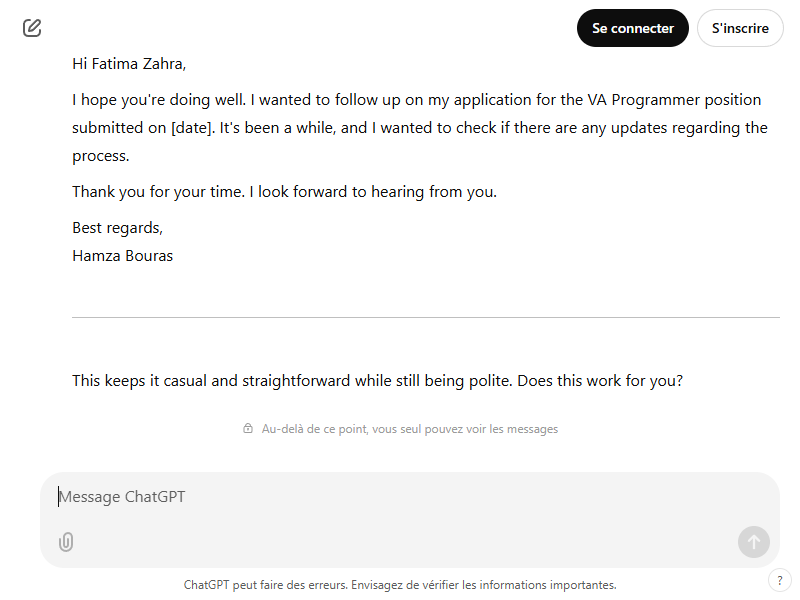 Se connecter
S'inscrire
Hi Fatima Zahra,
I hope you're doing well. I wanted to follow up on my application for the VA Programmer position
submitted on [date]. It's been a while, and I wanted to check if there are any updates regarding the
process.
Thank you for your time. I look forward to hearing from you.
Best regards,
Hamza Bouras
This keeps it casual and straightforward while still being polite. Does this work for you?
Au-delà de ce point, vous seul pouvez voir les messages
Message ChatGPT
ChatGPT peut faire des erreurs. Envisagez de vérifier les informations importantes.
?